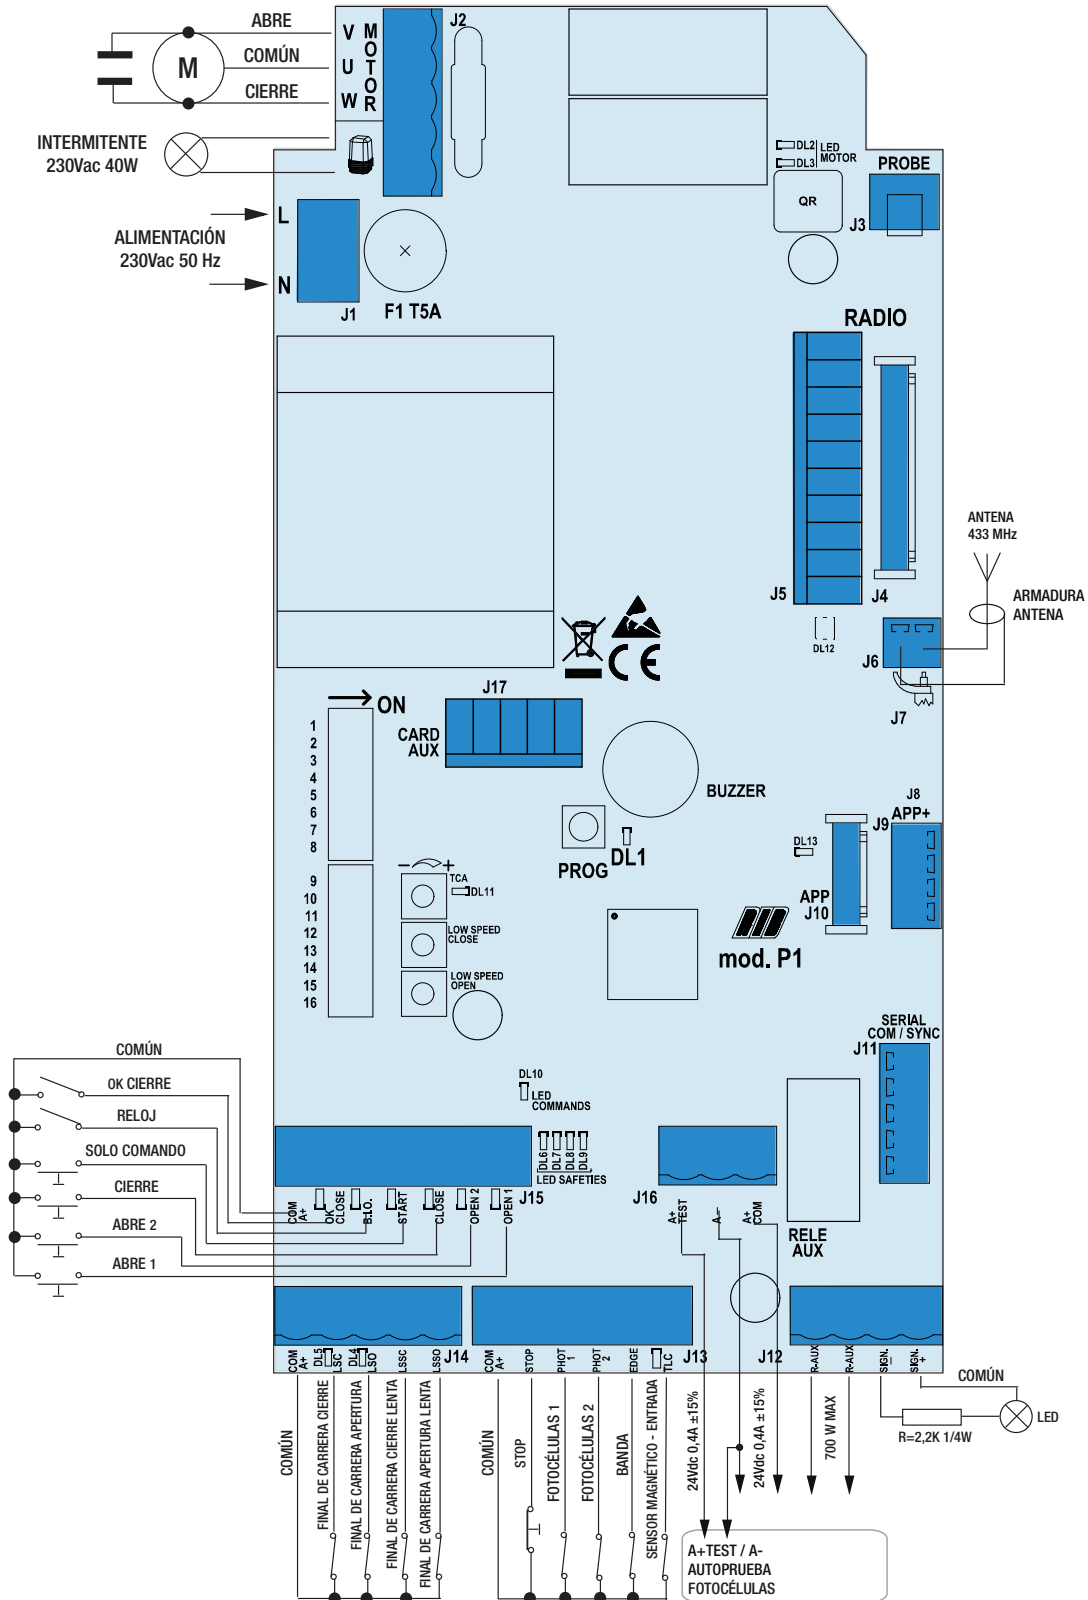 ABRE
COMÚN
CIERRE
M
V
U
W
MOTOR
J2
INTERMITENTE
230Vac 40W
L
ALIMENTACIÓN
230Vac 50 Hz
N
J1
F1 T5A
DL2
DL3
LED
MOTOR
PROBE
QR
J3
RADIO
J5
J4
DL12
ANTENA
433 MHz
ARMADURA
ANTENA
J6
J7
ON
1
2
3
4
5
6
7
8
9
10
11
12
13
14
15
16
J17
CARD
AUX
CE
BUZZER
PROG
DL1
J8
APP+
J9
DL13
APP
J10
- +
TCA
DL11
LOW SPEED
CLOSE
LOW SPEED
OPEN
mod. P1
SERIAL
COM / SYNC
J11
COMÚN
OK CIERRE
RELOJ
SOLO COMANDO
CIERRE
ABRE 2
ABRE 1
DL10
LED
COMMANDS
DL6
DL7
DL8
DL9
LED SAFETIES
J15
COM
A+
OK
CLOSE
B.I.O.
START
CLOSE
OPEN 2
OPEN 1
J16
A+
TEST
A-
A+
COM
RELE
AUX
J14
COM
A+
DL5
LSC
DL4
LSO
LSSC
LSSO
J13
COM
A+
STOP
PHOT
1
PHOT
2
EDGE
TLC
J12
R-AUX
R-AUX
SIGN.
-
SIGN.
+
COMÚN
FINAL DE CARRERA CIERRE
FINAL DE CARRERA APERTURA
FINAL DE CARRERA CIERRE LENTA
FINAL DE CARRERA APERTURA LENTA
COMÚN
STOP
FOTOCÉLULAS 1
FOTOCÉLULAS 2
BANDA
SENSOR MAGNÉTICO - ENTRADA
24Vdc 0,4A ±15%
24Vdc 0,4A ±15%
700 W MAX
COMÚN
LED
R=2,2K 1/4W
A+TEST / A-
AUTOPRUEBA
FOTOCÉLULAS